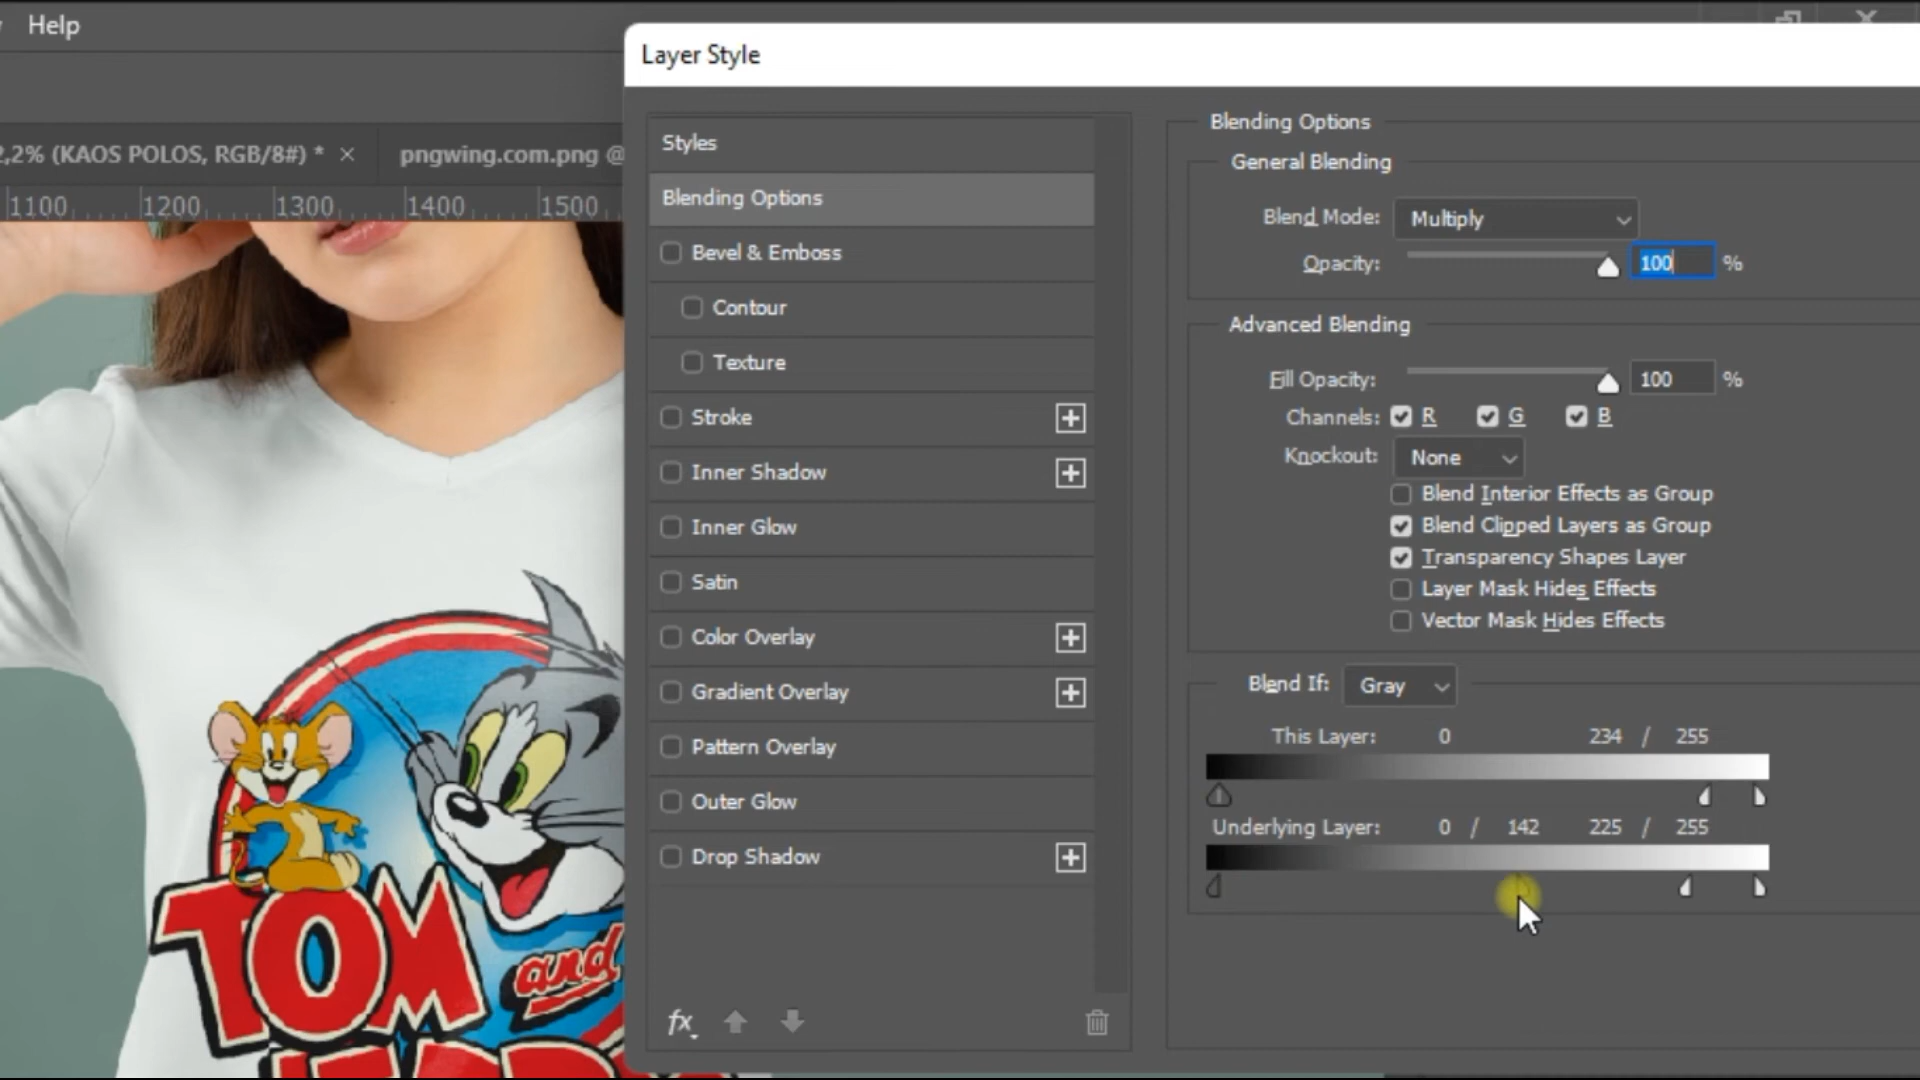 Help
Layer Style
2,2% (KAOS POLOS, RGB/8#) * ×
pngwing.com.png @
1100 1200 1300 1400 1500
Styles
Blending Options
Bevel & Emboss
Contour
Texture
Stroke
Inner Shadow
Inner Glow
Satin
Color Overlay
Gradient Overlay
Pattern Overlay
Outer Glow
Drop Shadow
fx
Blending Options
General Blending
Blend Mode: Multiply
Opacity: 100 %
Advanced Blending
Fill Opacity: 100 %
Channels: R G B
Knockout: None
Blend Interior Effects as Group
Blend Clipped Layers as Group
Transparency Shapes Layer
Layer Mask Hides Effects
Vector Mask Hides Effects
Blend If: Gray
This Layer: 0 234 / 255
Underlying Layer: 0 / 142 225 / 255
TOM
and